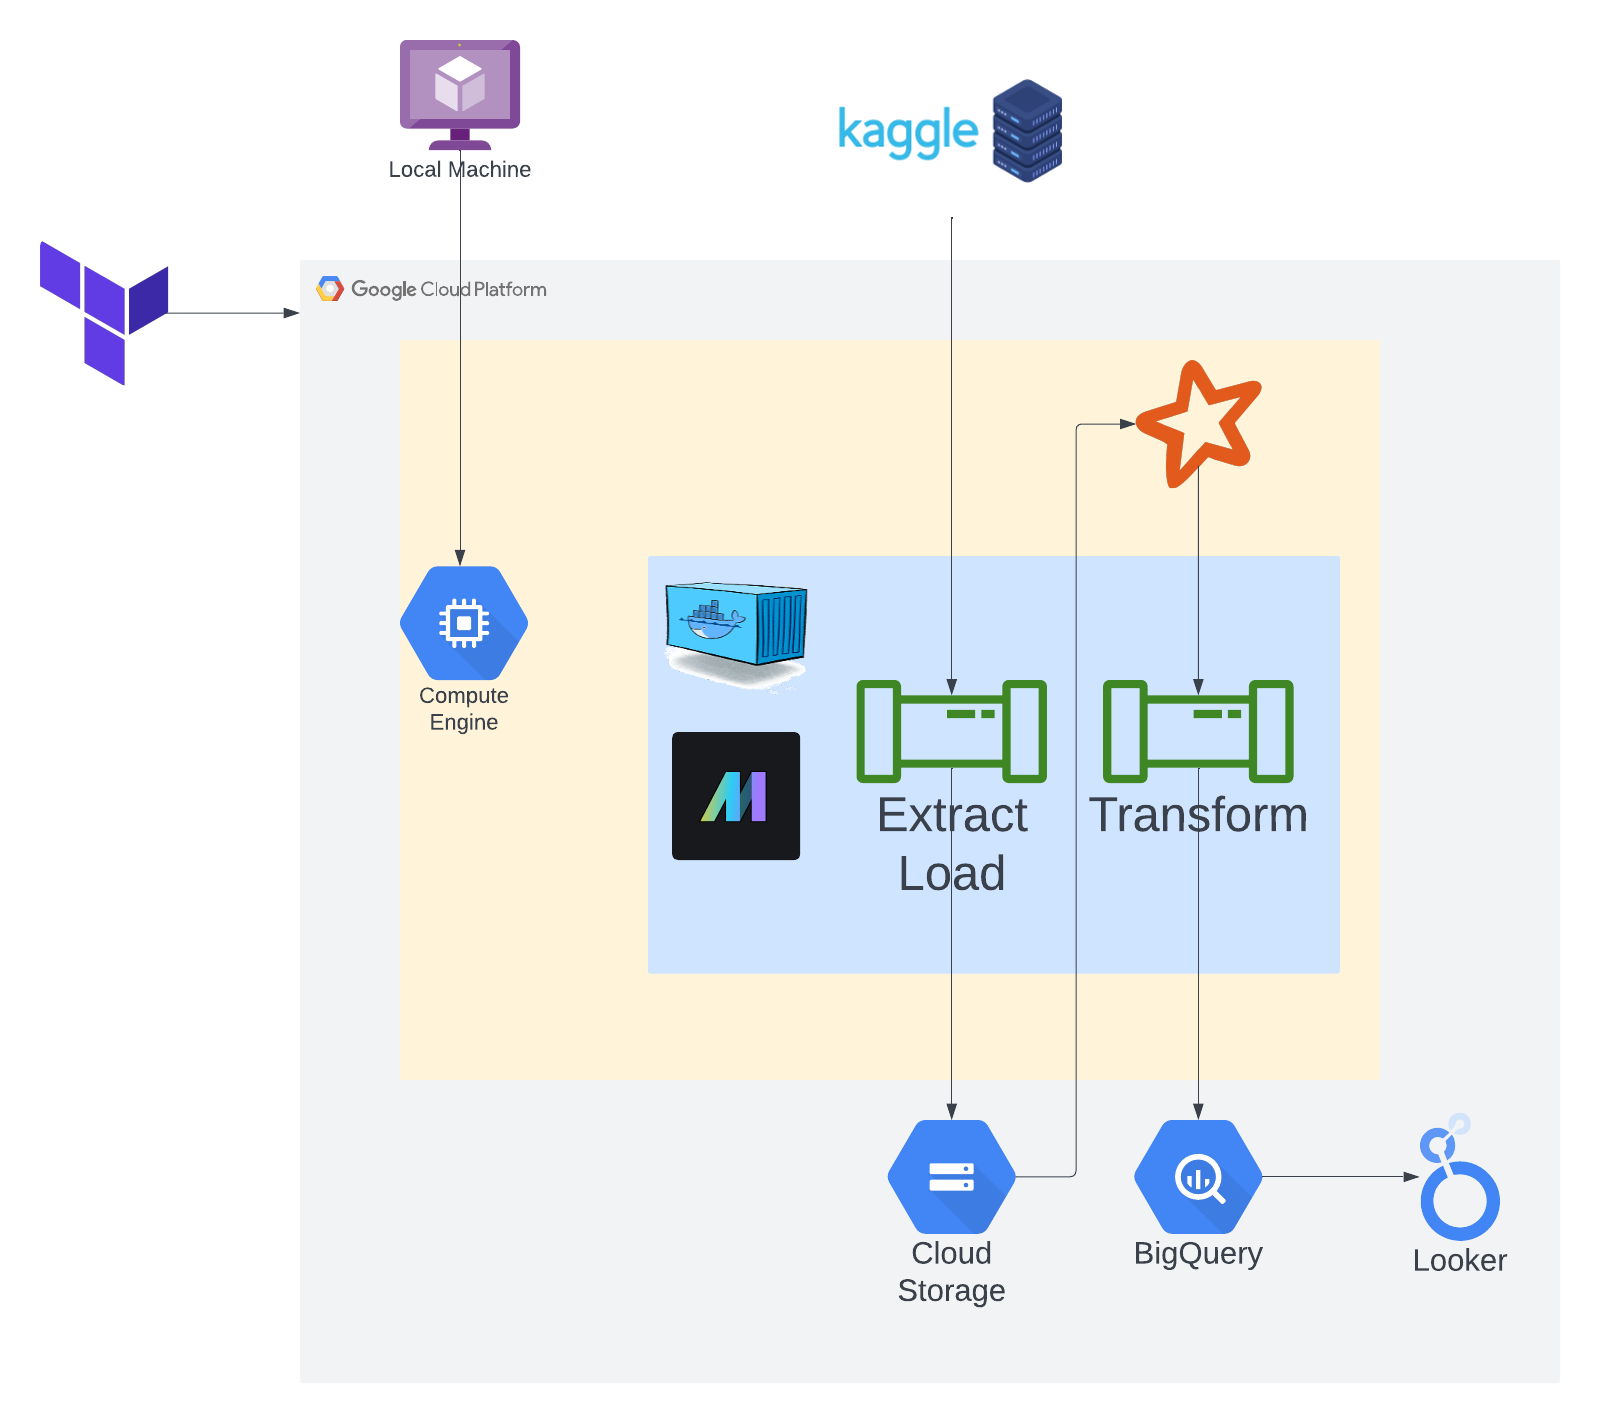 Local Machine
kaggle
Google Cloud Platform
Compute
Engine
Extract
Load
Transform
Cloud
Storage
BigQuery
Looker